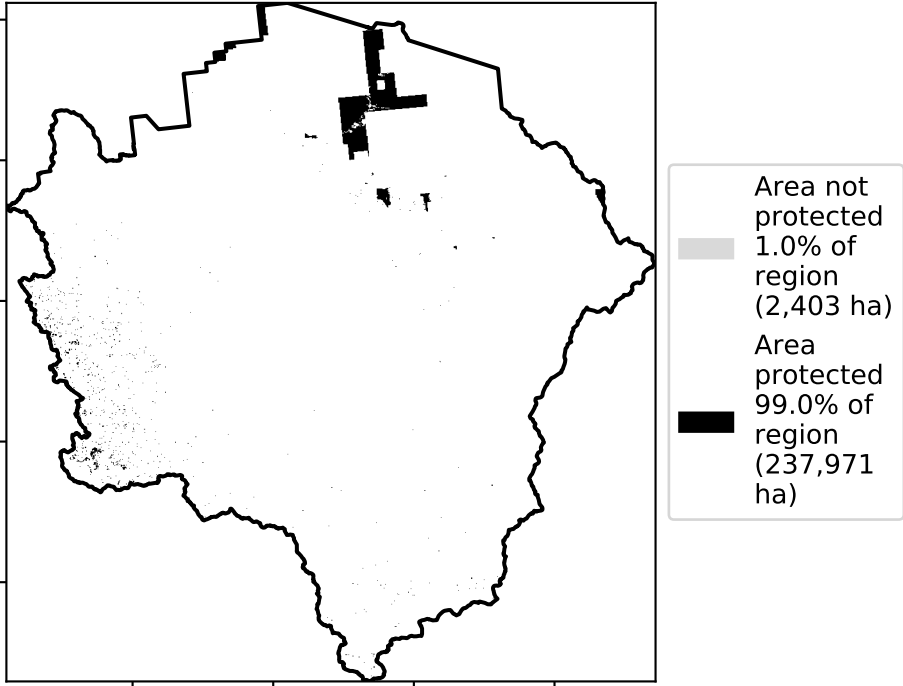 Area not
protected
1.0% of
region
(2,403 ha)
Area
protected
99.0% of
region
(237,971
ha)